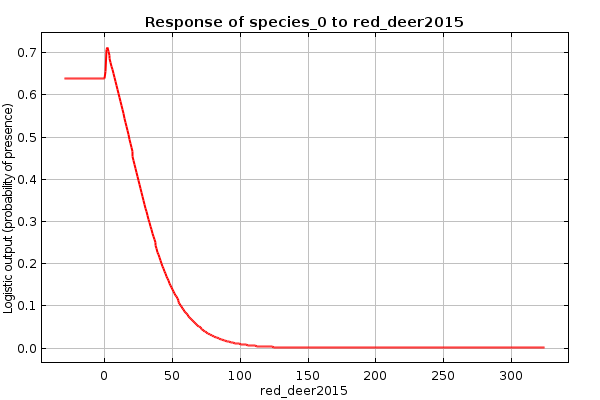 Response of species_0 to red_deer2015
Logistic output (probability of presence)
0.7
0.6
0.5
0.4
0.3
0.2
0.1
0.0
0 50 100 150 200 250 300
red_deer2015